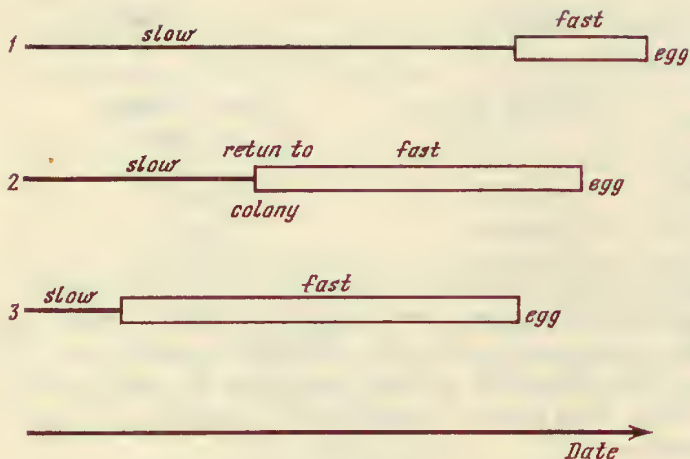 fast
1 slow egg
2 slow retun to fast egg
colony
3 slow fast egg
Date